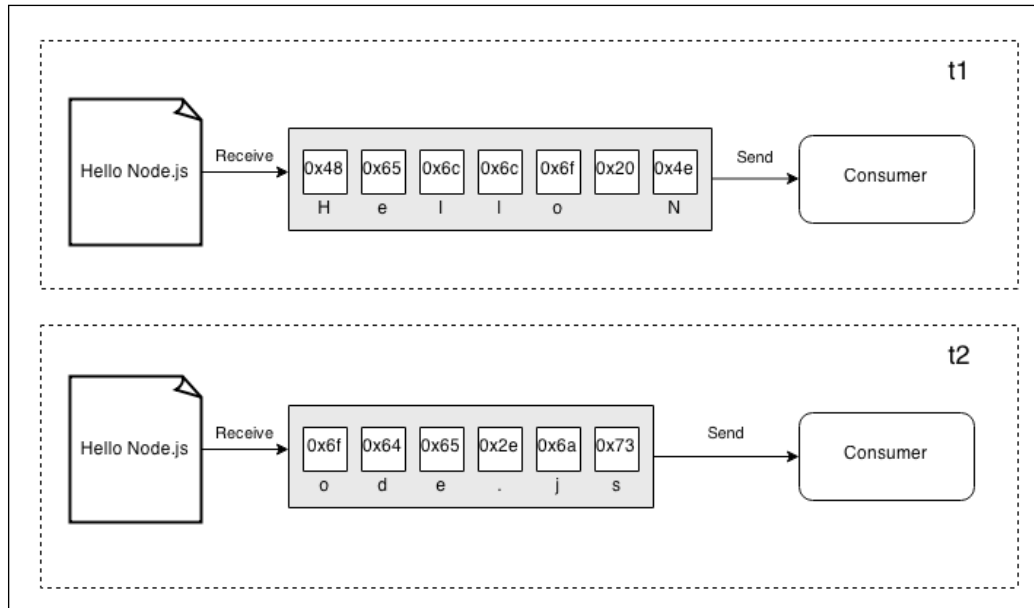 t1
Hello Node.js
Receive
0x48 0x65 0x6c 0x6c 0x6f 0x20 0x4e
H e l l o N
Send
Consumer
t2
Hello Node.js
Receive
0x6f 0x64 0x65 0x2e 0x6a 0x73
o d e . j s
Send
Consumer